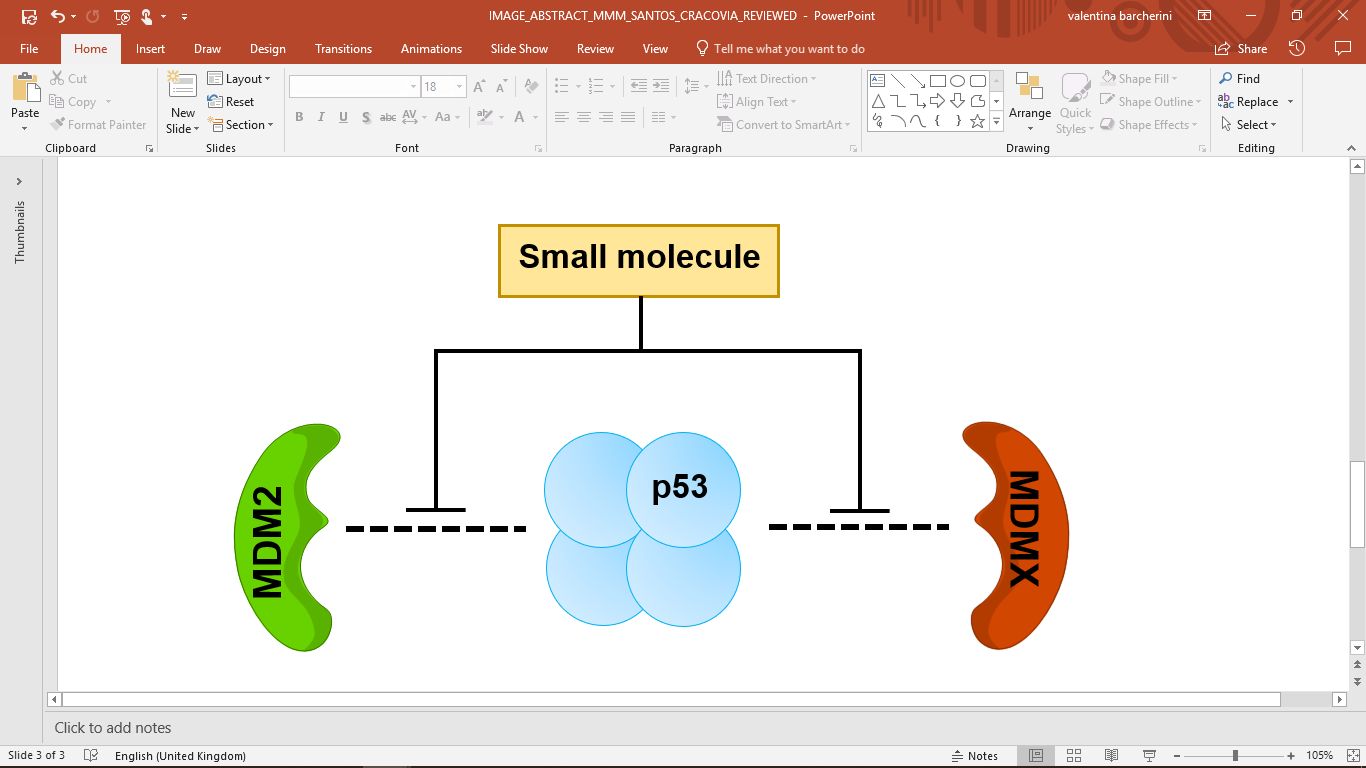 IMAGE_ABSTRACT_MMM_SANTOS_CRACOVIA_REVIEWED - PowerPoint
valentina barcherini
File Home Insert Draw Design Transitions Animations Slide Show Review View Tell me what you want to do Share
Paste
Cut
Copy
Format Painter
Clipboard
New Slide
Layout
Reset
Section
Slides
18
A A
B I U S abc AV Aa ab A
Font
Text Direction
Align Text
Convert to SmartArt
Paragraph
Arrange
Quick Styles
Shape Fill
Shape Outline
Shape Effects
Drawing
Find
Replace
Select
Editing
Thumbnails
Small molecule
MDM2
p53
MDMX
Click to add notes
Slide 3 of 3 English (United Kingdom) Notes 105%